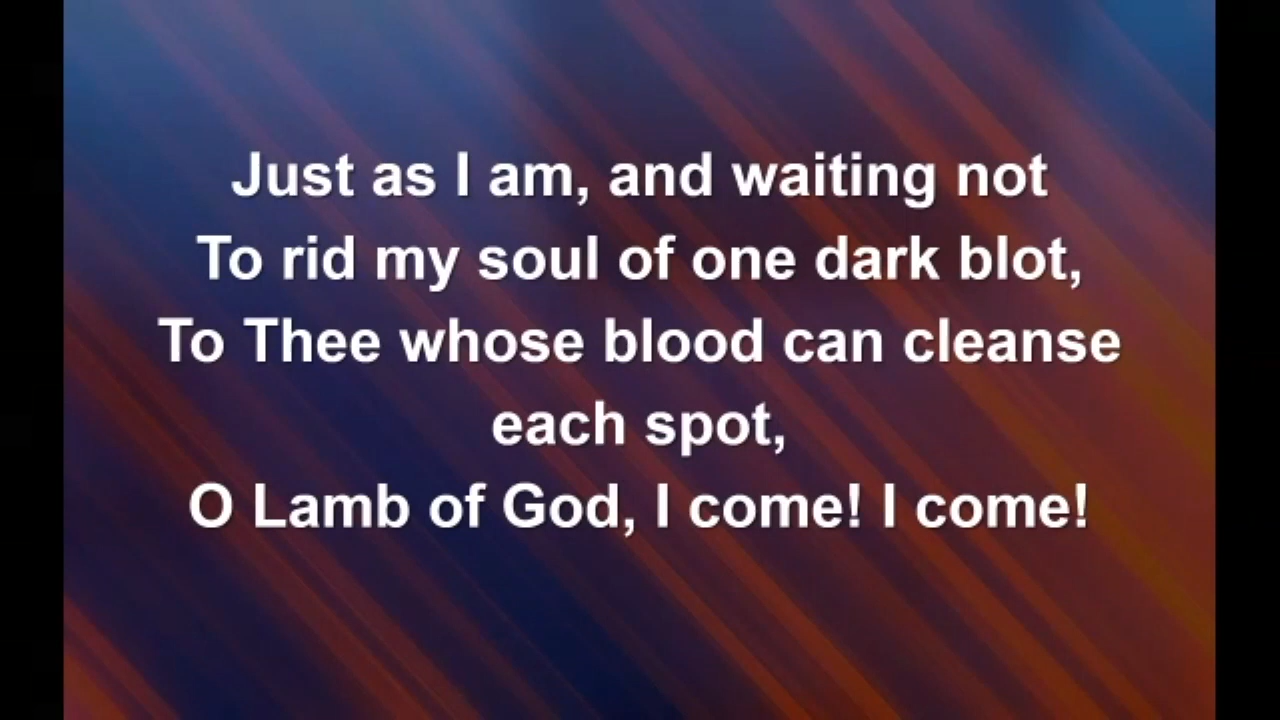 Just as I am, and waiting not
To rid my soul of one dark blot,
To Thee whose blood can cleanse
each spot,
O Lamb of God, I come! I come!